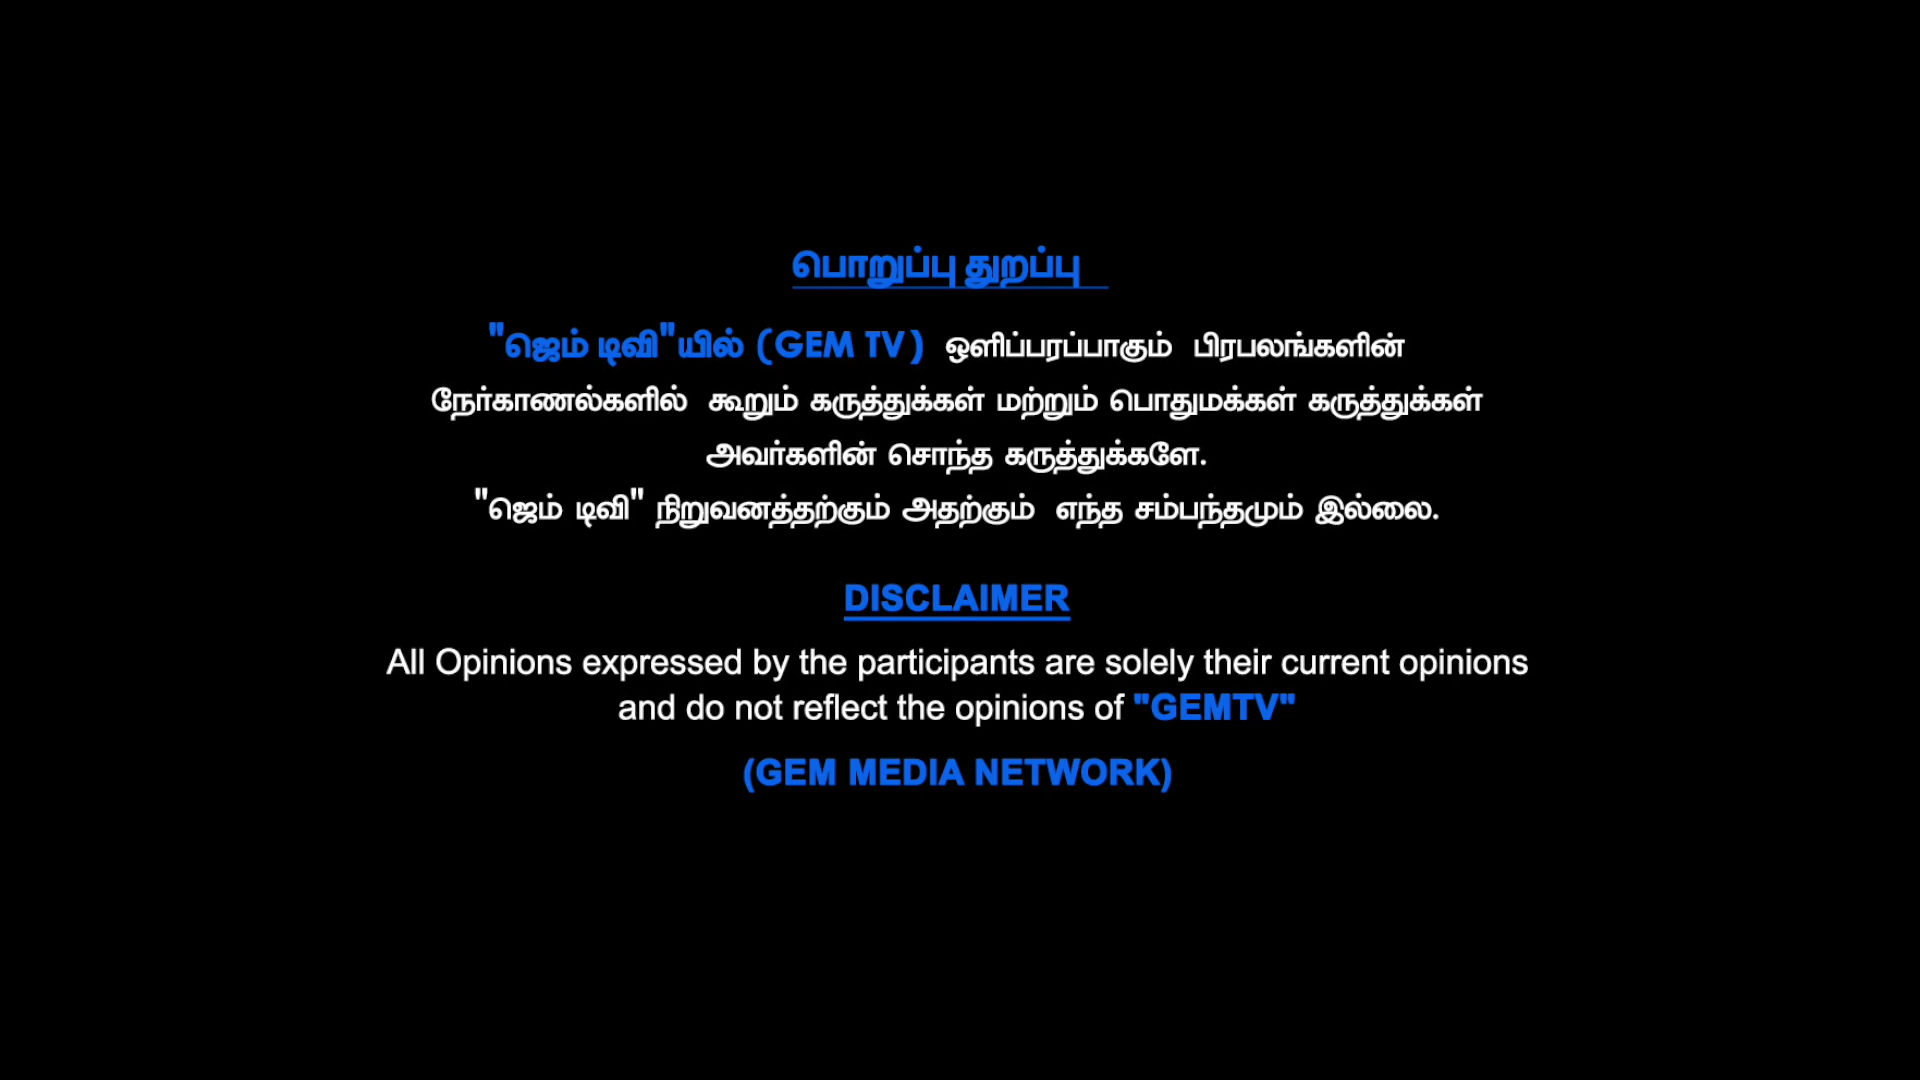 பொறுப்பு துறப்பு
"ஜெம் டிவி"யில் (GEM TV) ஒளிப்பரப்பாகும் பிரபலங்களின்
நேர்காணல்களில் கூறும் கருத்துக்கள் மற்றும் பொதுமக்கள் கருத்துக்கள்
அவர்களின் சொந்த கருத்துக்களே.
"ஜெம் டிவி" நிறுவனத்தற்கும் அதற்கும் எந்த சம்பந்தமும் இல்லை.
DISCLAIMER
All Opinions expressed by the participants are solely their current opinions
and do not reflect the opinions of "GEMTV"
(GEM MEDIA NETWORK)